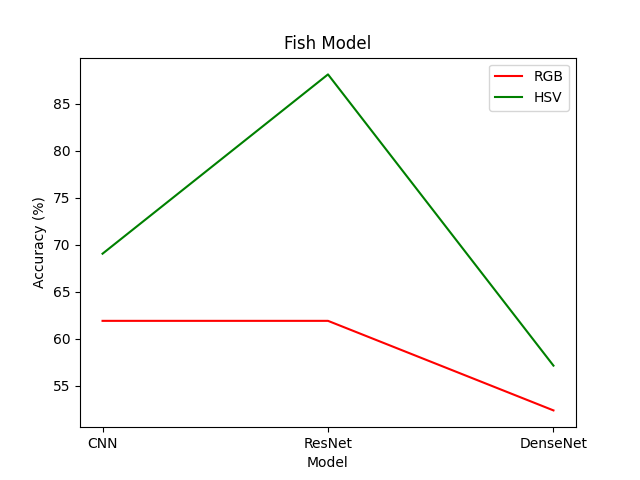 Fish Model
RGB
HSV
Accuracy (%)
85
80
75
70
65
60
55
CNN
ResNet
DenseNet
Model